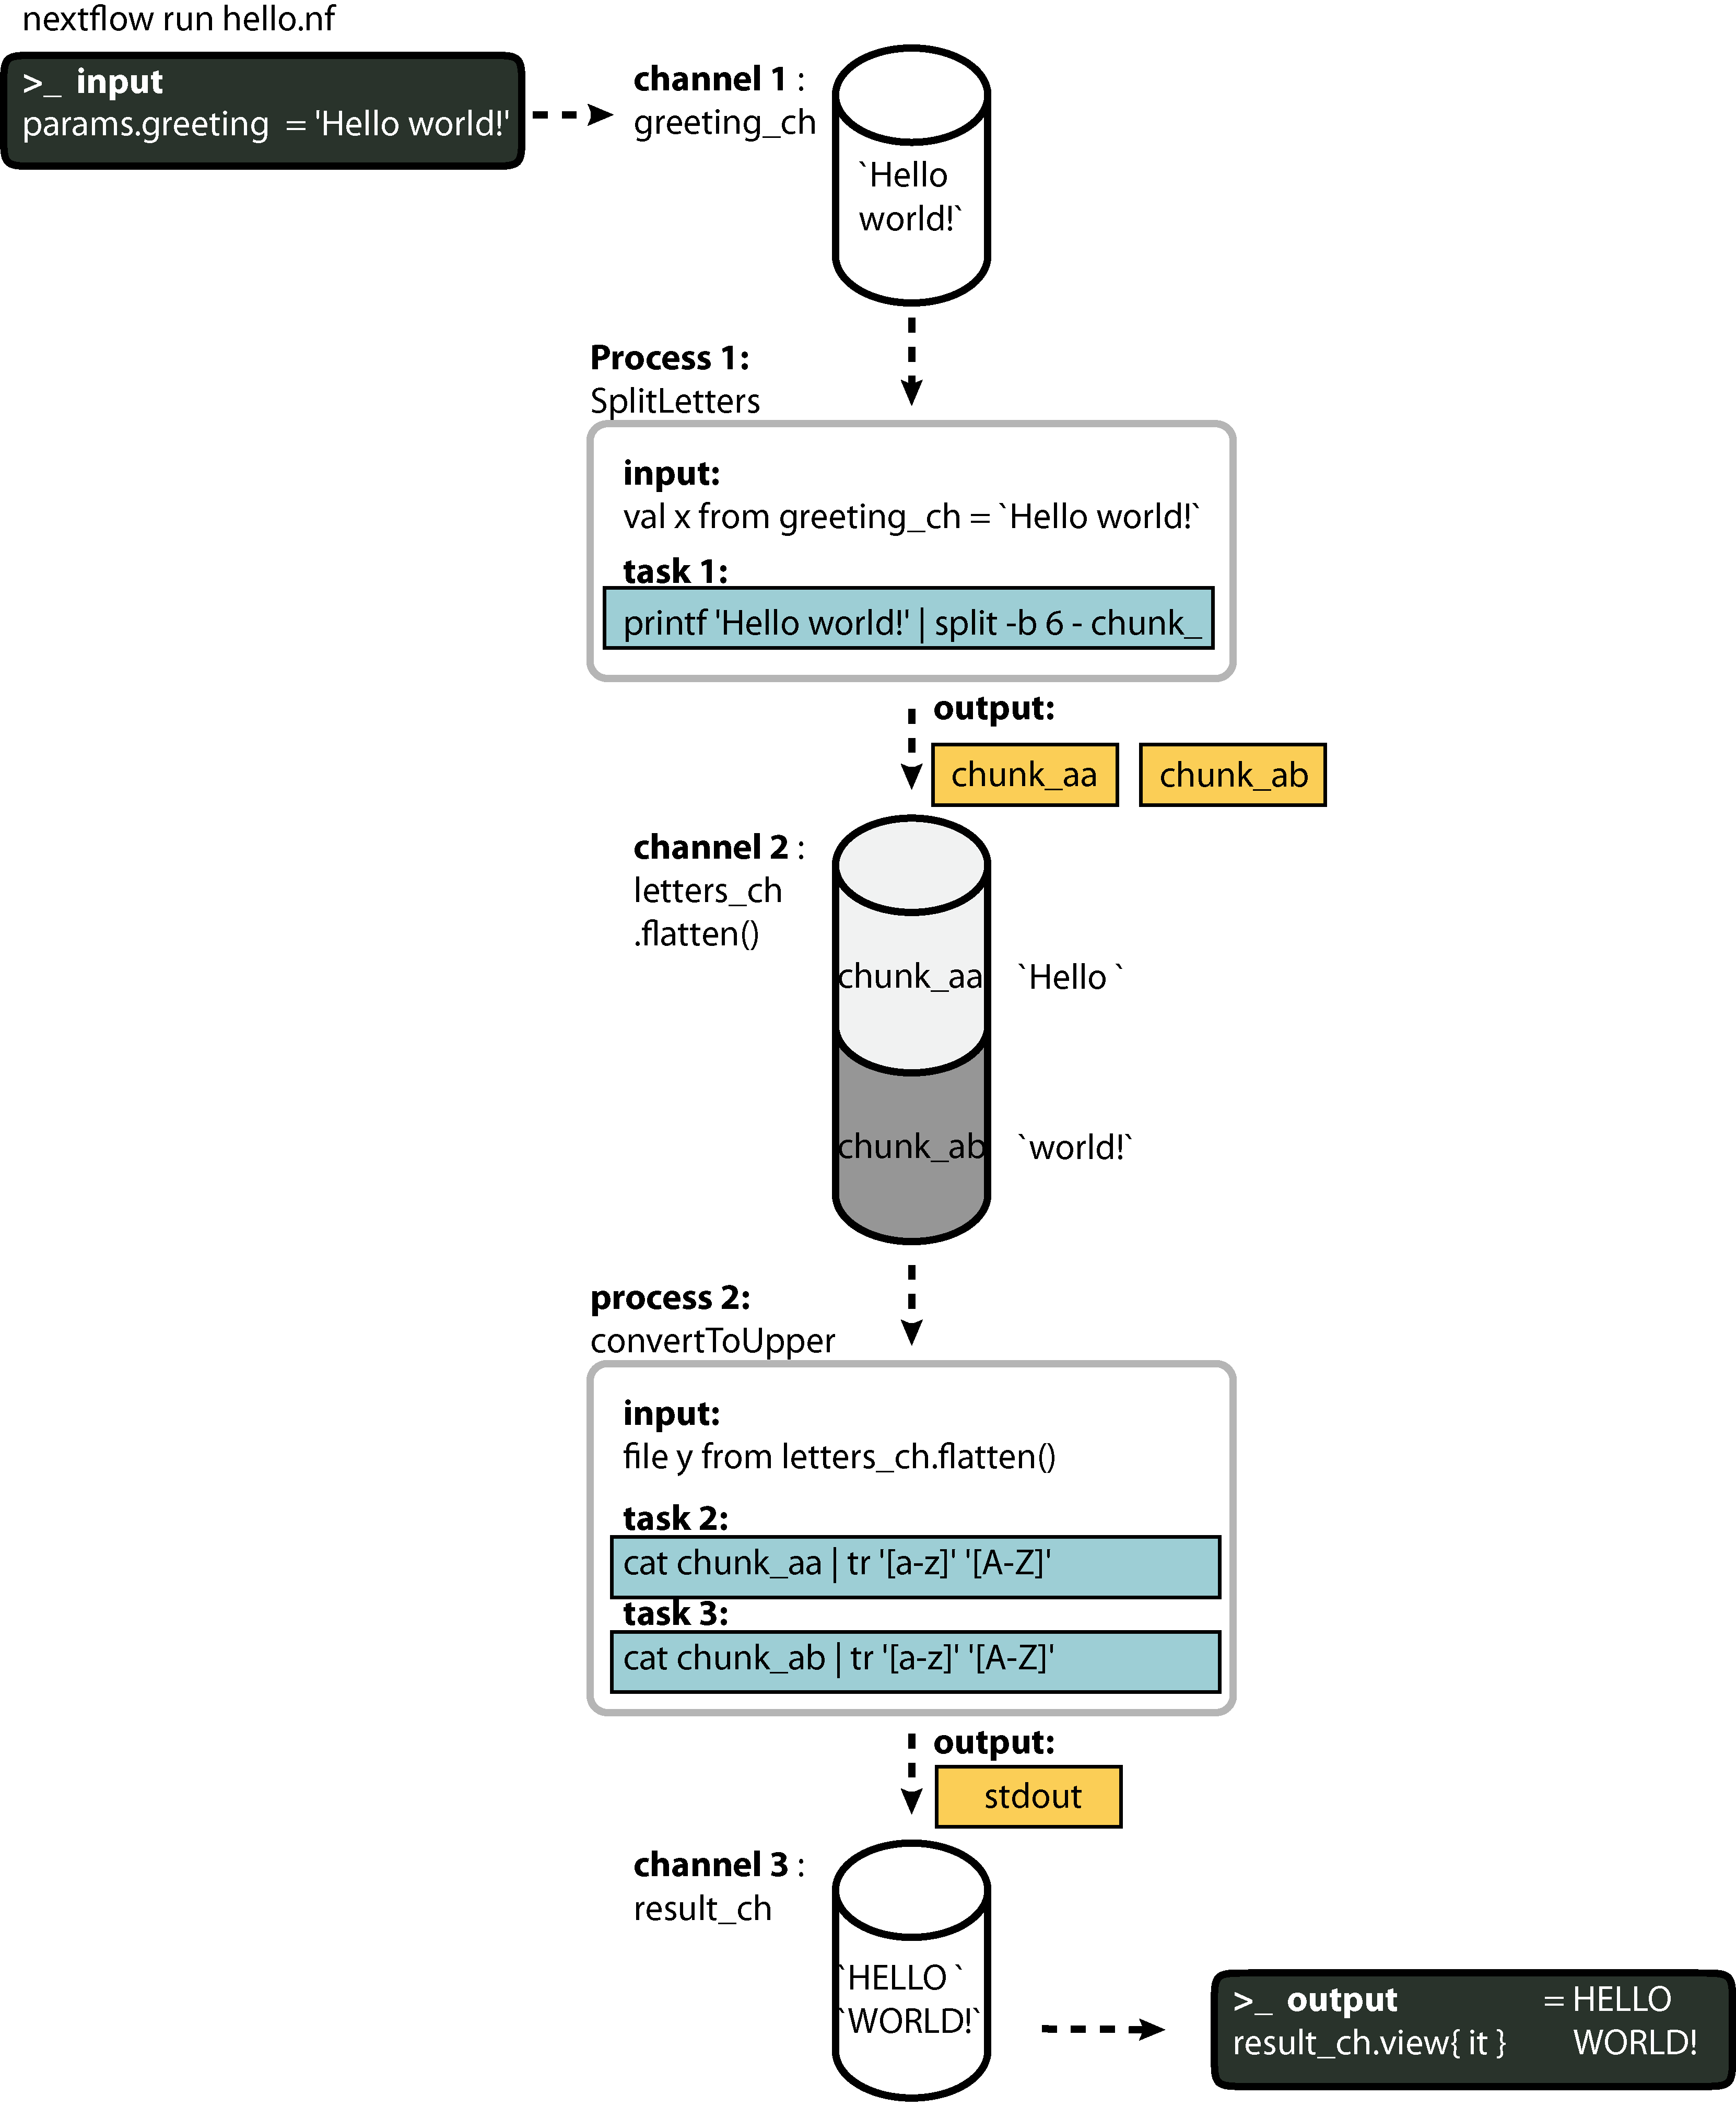 nextflow run hello.nf
>_ input
params.greeting = 'Hello world!'
channel 1 :
greeting_ch
`Hello
world!`
Process 1:
SplitLetters
input:
val x from greeting_ch = `Hello world!`
task 1:
printf 'Hello world!' | split -b 6 - chunk_
output:
chunk_aa chunk_ab
channel 2 :
letters_ch
.flatten()
chunk_aa `Hello `
chunk_ab `world!`
process 2:
convertToUpper
input:
file y from letters_ch.flatten()
task 2:
cat chunk_aa | tr '[a-z]' '[A-Z]'
task 3:
cat chunk_ab | tr '[a-z]' '[A-Z]'
output:
stdout
channel 3 :
result_ch
`HELLO `
`WORLD!`
>_ output = HELLO
result_ch.view{ it } WORLD!